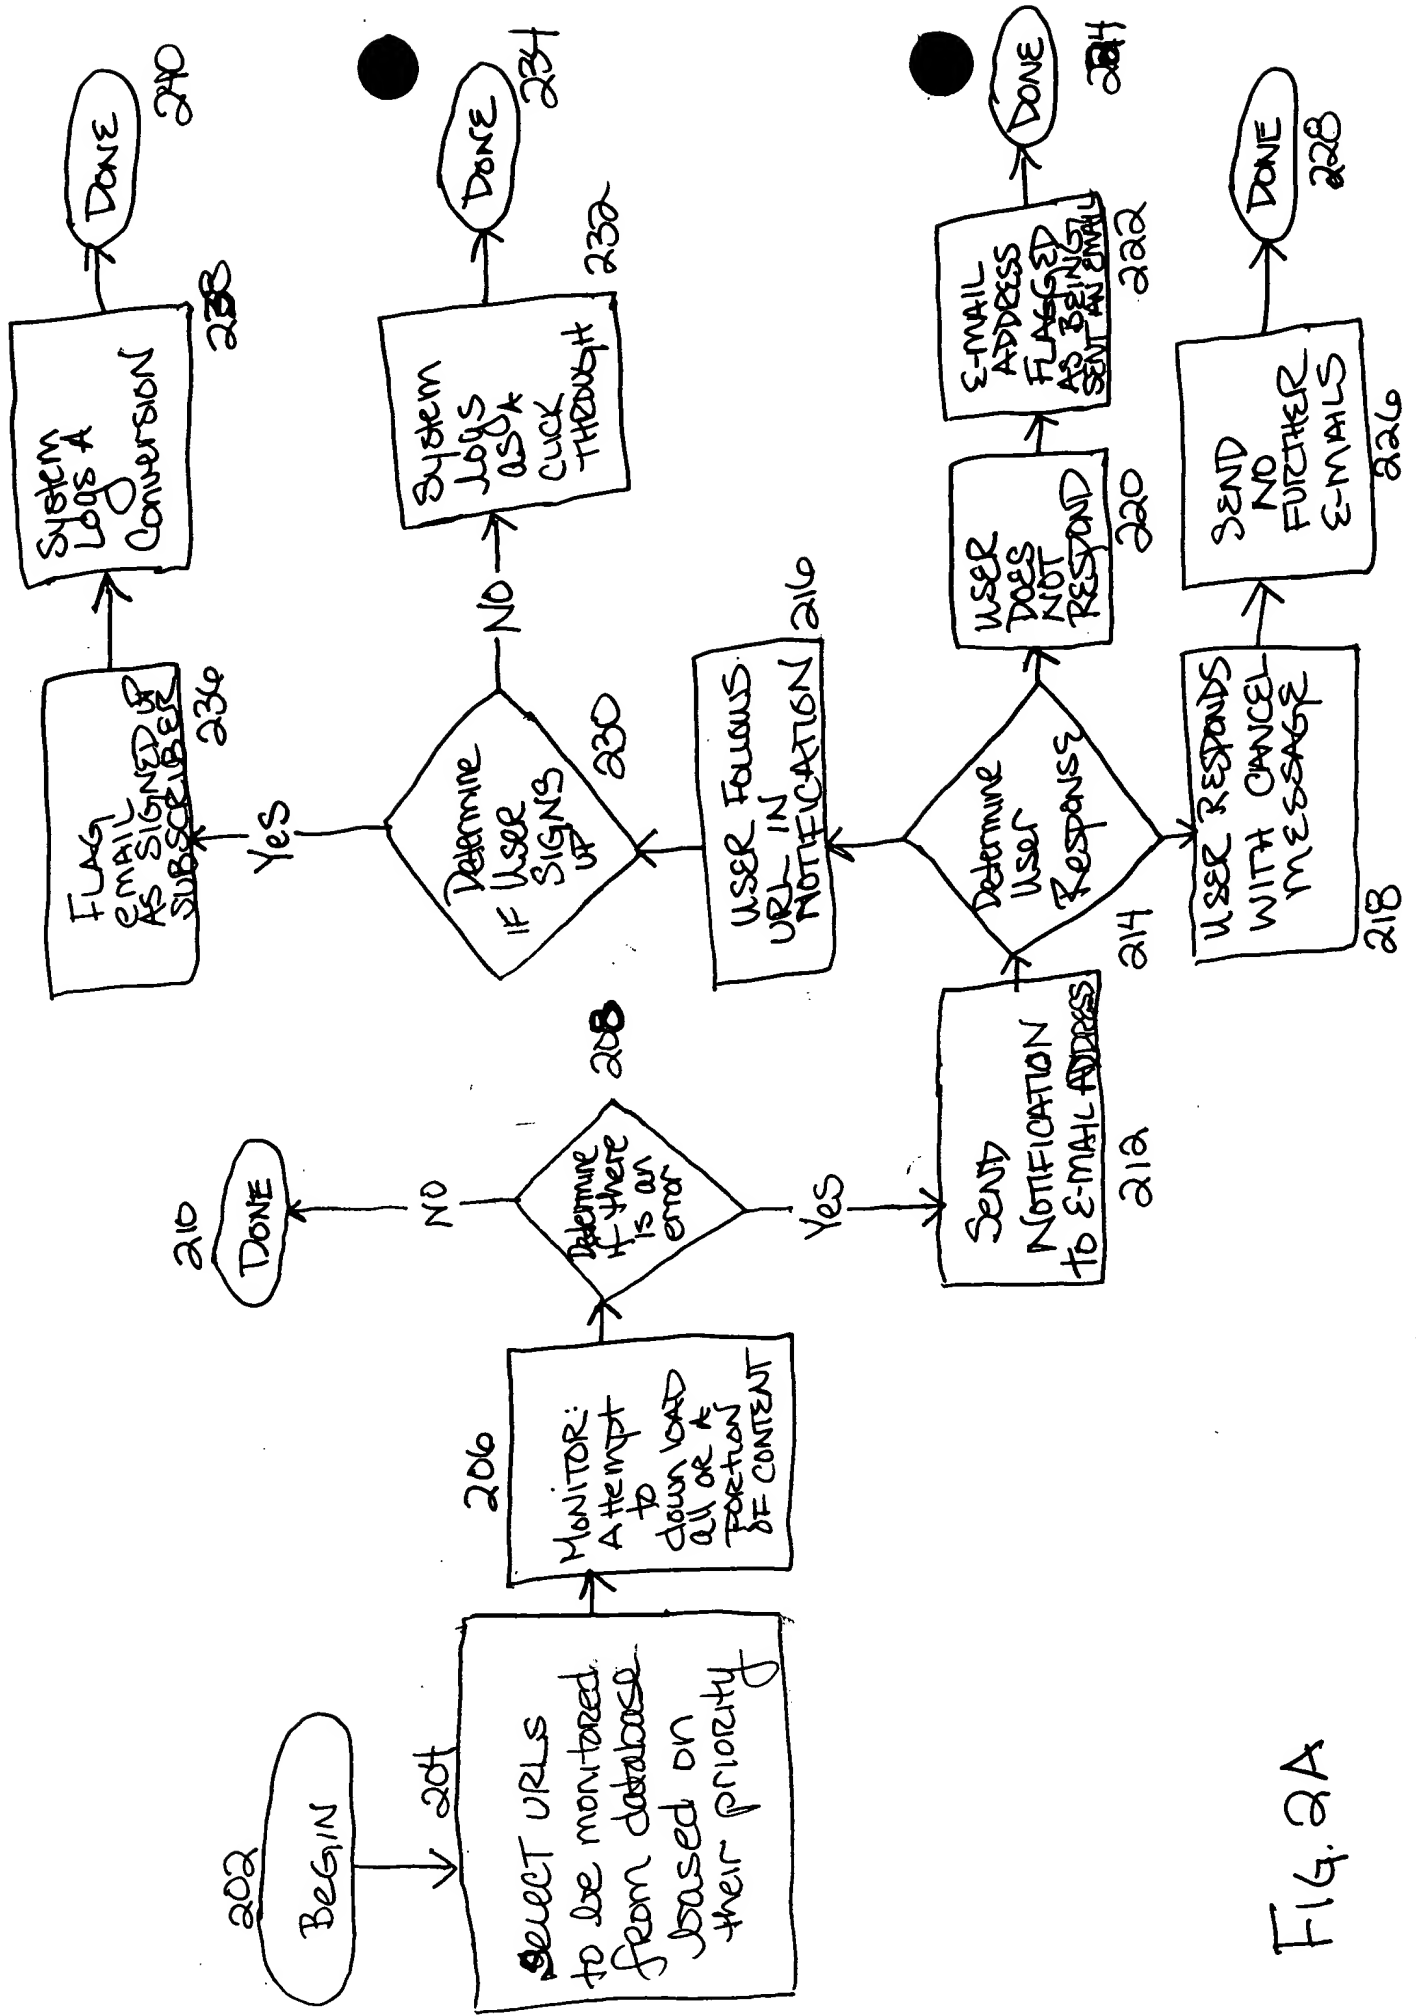 202
BEGIN
204
SELECT URLs
to be monitored
from database
based on
their priority
206
MONITOR:
Attempt
to
download
all OR A
PORTION
OF CONTENT
208
Determine
if there
is an
error
NO
210
DONE
Yes
SEND
NOTIFICATION
to E-MAIL ADDRESS
212
Determine
User
Response
214
USER FOLLOWS
URL IN
NOTIFICATION
216
USER RESPONDS
WITH CANCEL
MESSAGE
218
USER
DOES
NOT
RESPOND
220
E-MAIL
ADDRESS
FLAGGED
AS BEING
SENT AN EMAIL
222
DONE
SEND
NO
FURTHER
E-MAILS
226
DONE
228
Determine
IF User
SIGNS
UP
230
NO
System
logs
as A
CLICK
THROUGH
232
DONE
234
Yes
FLAG
EMAIL
AS SIGNED UP
SUBSCRIBER
236
System
Logs A
Conversion
238
DONE
240
FIG. 2A